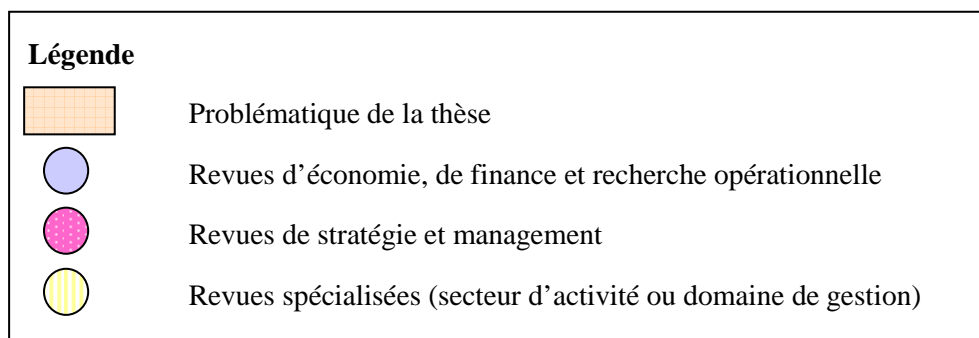 Légende
Problématique de la thèse
Revues d’économie, de finance et recherche opérationnelle
Revues de stratégie et management
Revues spécialisées (secteur d’activité ou domaine de gestion)